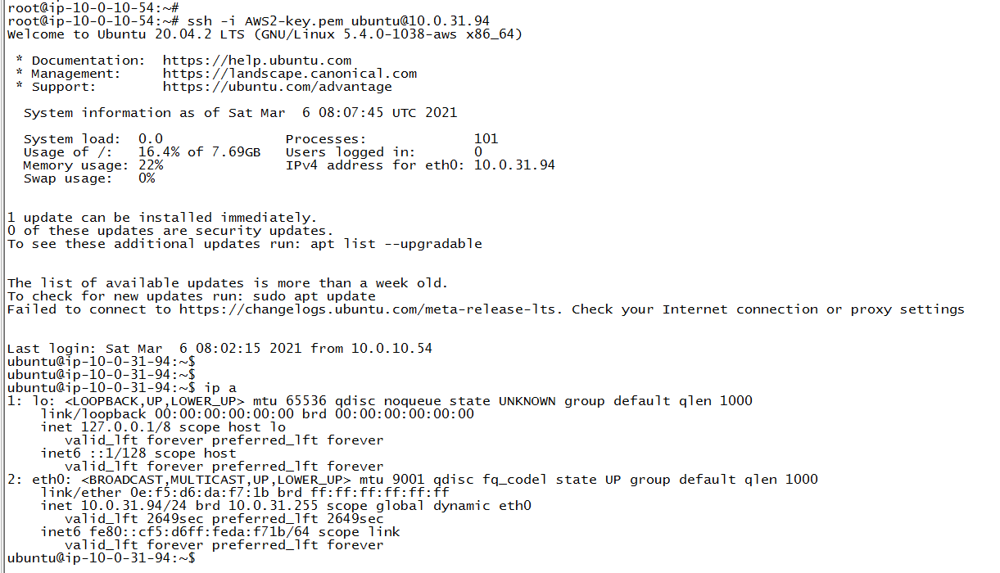 root@ip-10-0-10-54:~#
root@ip-10-0-10-54:~# ssh -i AWS2-key.pem ubuntu@10.0.31.94
Welcome to Ubuntu 20.04.2 LTS (GNU/Linux 5.4.0-1038-aws x86_64)

 * Documentation:  https://help.ubuntu.com
 * Management:     https://landscape.canonical.com
 * Support:        https://ubuntu.com/advantage

  System information as of Sat Mar  6 08:07:45 UTC 2021

  System load:  0.0               Processes:             101
  Usage of /:   16.4% of 7.69GB   Users logged in:       0
  Memory usage: 22%               IPv4 address for eth0: 10.0.31.94
  Swap usage:   0%


1 update can be installed immediately.
0 of these updates are security updates.
To see these additional updates run: apt list --upgradable


The list of available updates is more than a week old.
To check for new updates run: sudo apt update
Failed to connect to https://changelogs.ubuntu.com/meta-release-lts. Check your Internet connection or proxy settings


Last login: Sat Mar  6 08:02:15 2021 from 10.0.10.54
ubuntu@ip-10-0-31-94:~$
ubuntu@ip-10-0-31-94:~$
ubuntu@ip-10-0-31-94:~$ ip a
1: lo: <LOOPBACK,UP,LOWER_UP> mtu 65536 qdisc noqueue state UNKNOWN group default qlen 1000
    link/loopback 00:00:00:00:00:00 brd 00:00:00:00:00:00
    inet 127.0.0.1/8 scope host lo
       valid_lft forever preferred_lft forever
    inet6 ::1/128 scope host
       valid_lft forever preferred_lft forever
2: eth0: <BROADCAST,MULTICAST,UP,LOWER_UP> mtu 9001 qdisc fq_codel state UP group default qlen 1000
    link/ether 0e:f5:d6:da:f7:1b brd ff:ff:ff:ff:ff:ff
    inet 10.0.31.94/24 brd 10.0.31.255 scope global dynamic eth0
       valid_lft 2649sec preferred_lft 2649sec
    inet6 fe80::cf5:d6ff:feda:f71b/64 scope link
       valid_lft forever preferred_lft forever
ubuntu@ip-10-0-31-94:~$